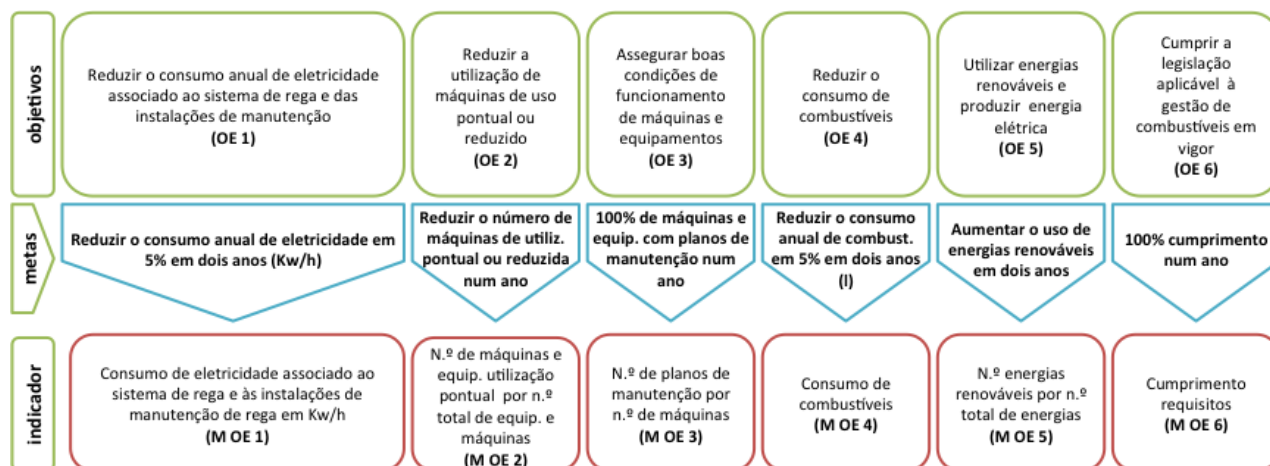 objetivos
Reduzir o consumo anual de eletricidade
associado ao sistema de rega e das
instalações de manutenção
(OE 1)
Reduzir a
utilização de
máquinas de uso
pontual ou
reduzido
(OE 2)
Assegurar boas
condições de
funcionamento
de máquinas e
equipamentos
(OE 3)
Reduzir o
consumo de
combustíveis
(OE 4)
Utilizar energias
renováveis e
produzir energia
elétrica
(OE 5)
Cumprir a
legislação
aplicável à
gestão de
combustíveis em
vigor
(OE 6)
metas
Reduzir o consumo anual de eletricidade em
5% em dois anos (Kw/h)
Reduzir o número de
máquinas de utiliz.
pontual ou reduzida
num ano
100% de máquinas e
equip. com planos de
manutenção num
ano
Reduzir o consumo
anual de combust.
em 5% em dois anos
(l)
Aumentar o uso de
energias renováveis
em dois anos
100% cumprimento
num ano
indicador
Consumo de eletricidade associado ao
sistema de rega e às instalações de
manutenção de rega em Kw/h
(M OE 1)
N.º de máquinas e
equip. utilização
pontual por n.º
total de equip. e
máquinas
(M OE 2)
N.º de planos de
manutenção por
n.º de máquinas
(M OE 3)
Consumo de
combustíveis
(M OE 4)
N.º energias
renováveis por n.º
total de energias
(M OE 5)
Cumprimento
requisitos
(M OE 6)